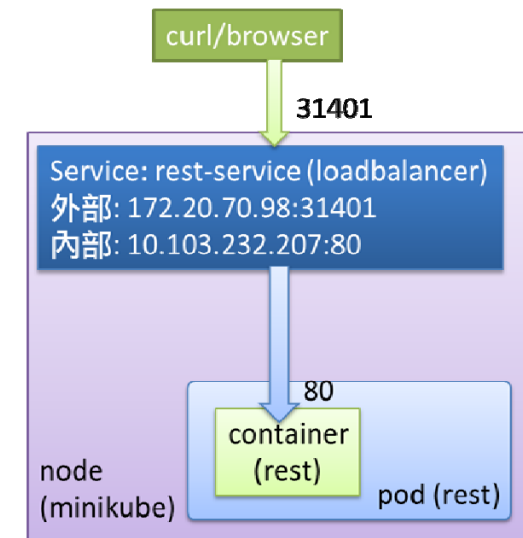 curl/browser
31401
Service: rest-service (loadbalancer)
外部: 172.20.70.98:31401
內部: 10.103.232.207:80
80
container
(rest)
node
(minikube)
pod (rest)